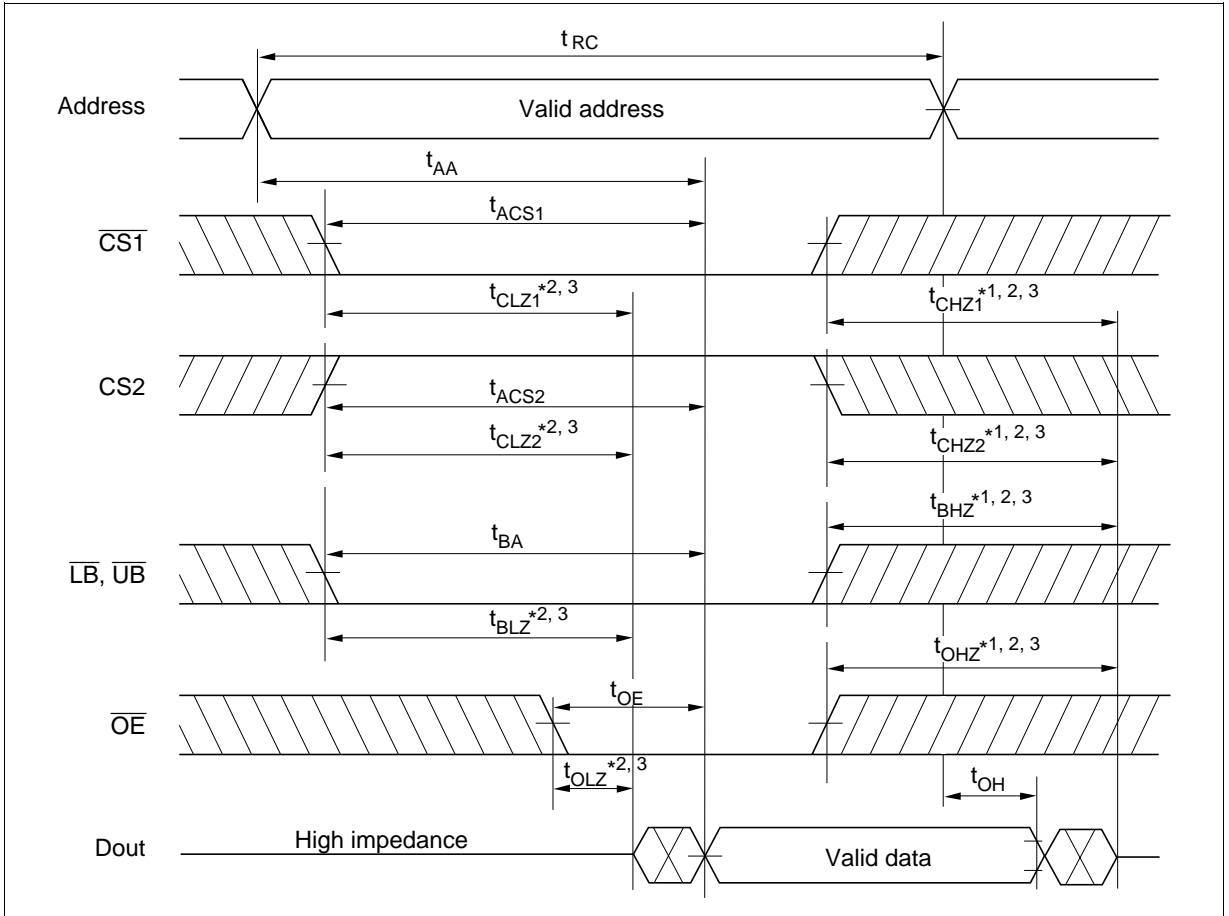 t RC
Address
Valid address
tAA
tACS1
CS1
tCLZ1*2, 3
tCHZ1*1, 2, 3
CS2
tACS2
tCLZ2*2, 3
tCHZ2*1, 2, 3
tBHZ*1, 2, 3
tBA
LB, UB
tBLZ*2, 3
tOHZ*1, 2, 3
tOE
OE
tOLZ*2, 3
tOH
High impedance
Dout
Valid data